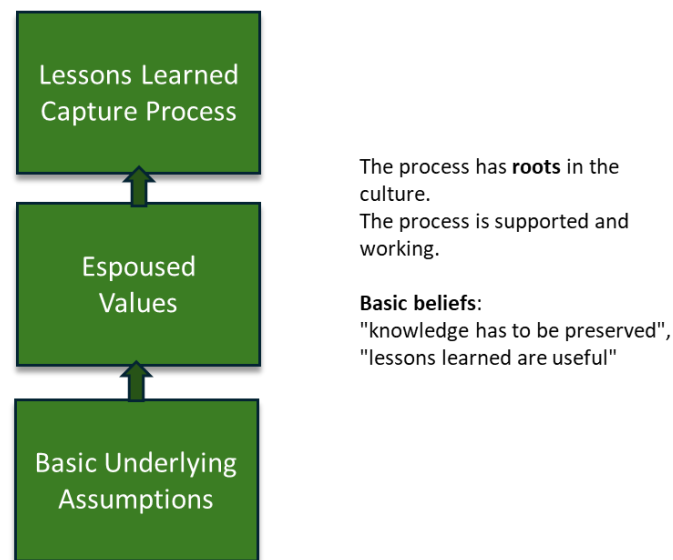 Lessons Learned
Capture Process
Espoused
Values
Basic Underlying
Assumptions
The process has roots in the
culture.
The process is supported and
working.
Basic beliefs:
"knowledge has to be preserved",
"lessons learned are useful"